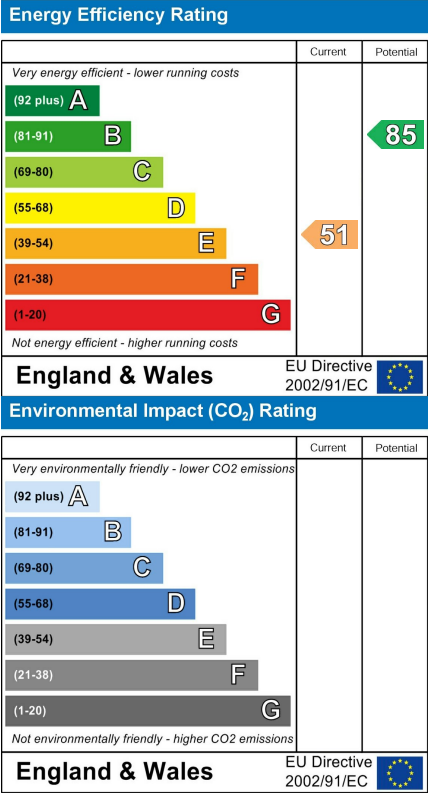 Energy Efficiency Rating
Current Potential
Very energy efficient - lower running costs
(92 plus) A
(81-91) B 85
(69-80) C
(55-68) D
(39-54) E 51
(21-38) F
(1-20) G
Not energy efficient - higher running costs
England & Wales
EU Directive
2002/91/EC
Environmental Impact (CO₂) Rating
Current Potential
Very environmentally friendly - lower CO2 emissions
(92 plus) A
(81-91) B
(69-80) C
(55-68) D
(39-54) E
(21-38) F
(1-20) G
Not environmentally friendly - higher CO2 emissions
England & Wales
EU Directive
2002/91/EC